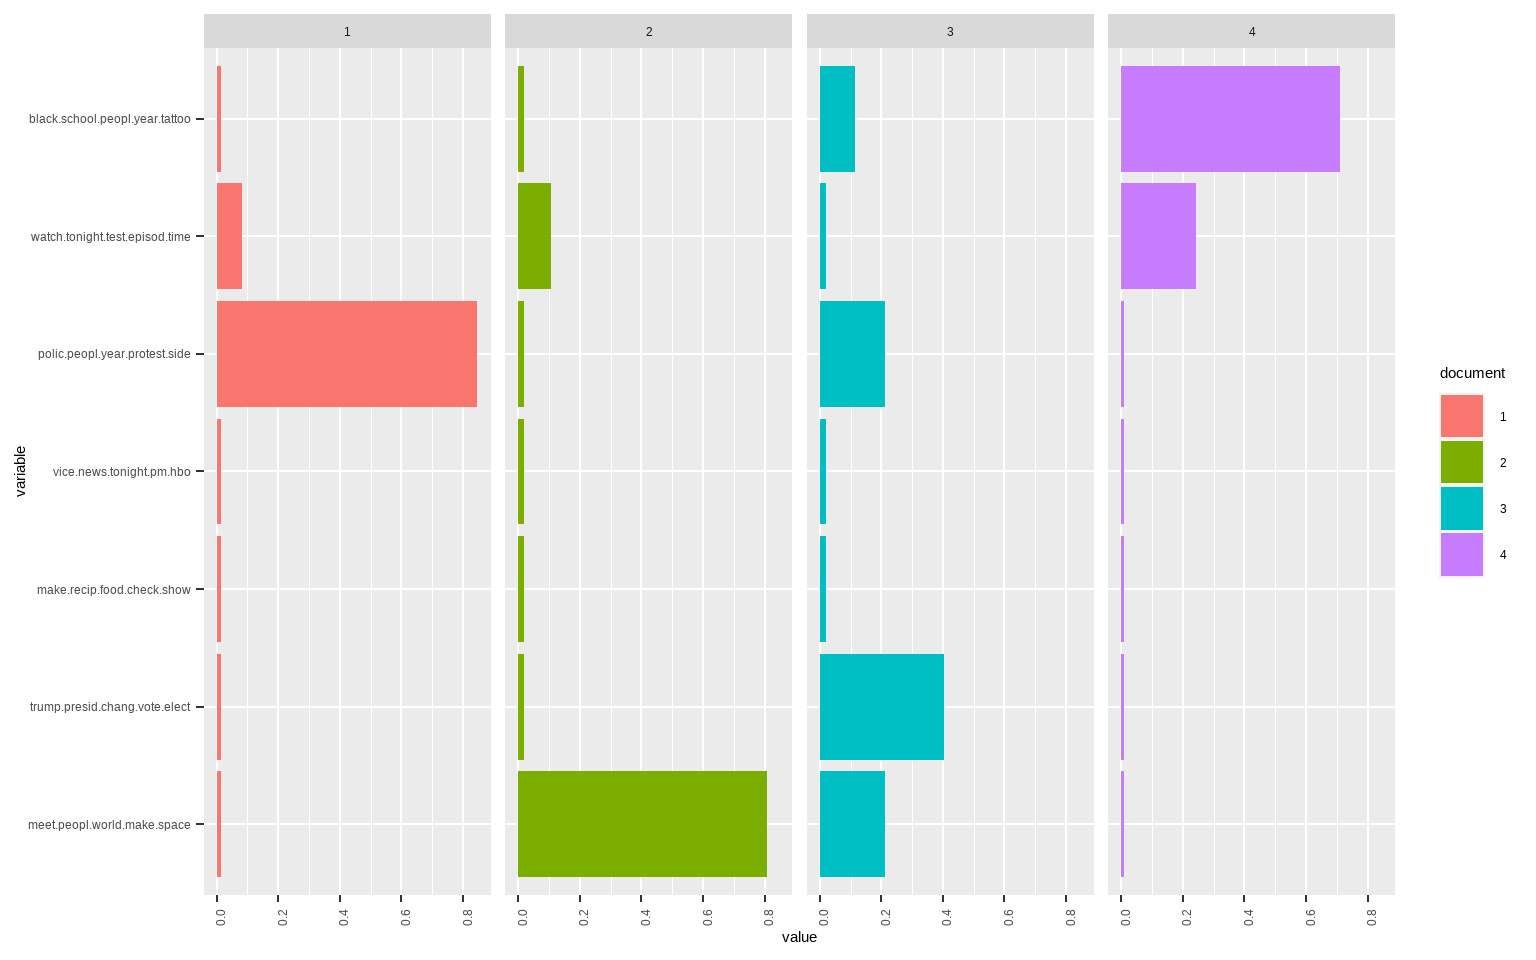 1 2 3 4
black.school.peopl.year.tattoo
watch.tonight.test.episod.time
polic.peopl.year.protest.side
vice.news.tonight.pm.hbo
make.recip.food.check.show
trump.presid.chang.vote.elect
meet.peopl.world.make.space
variable
0.0 0.2 0.4 0.6 0.8 0.0 0.2 0.4 0.6 0.8 0.0 0.2 0.4 0.6 0.8 0.0 0.2 0.4 0.6 0.8
value
document
1
2
3
4